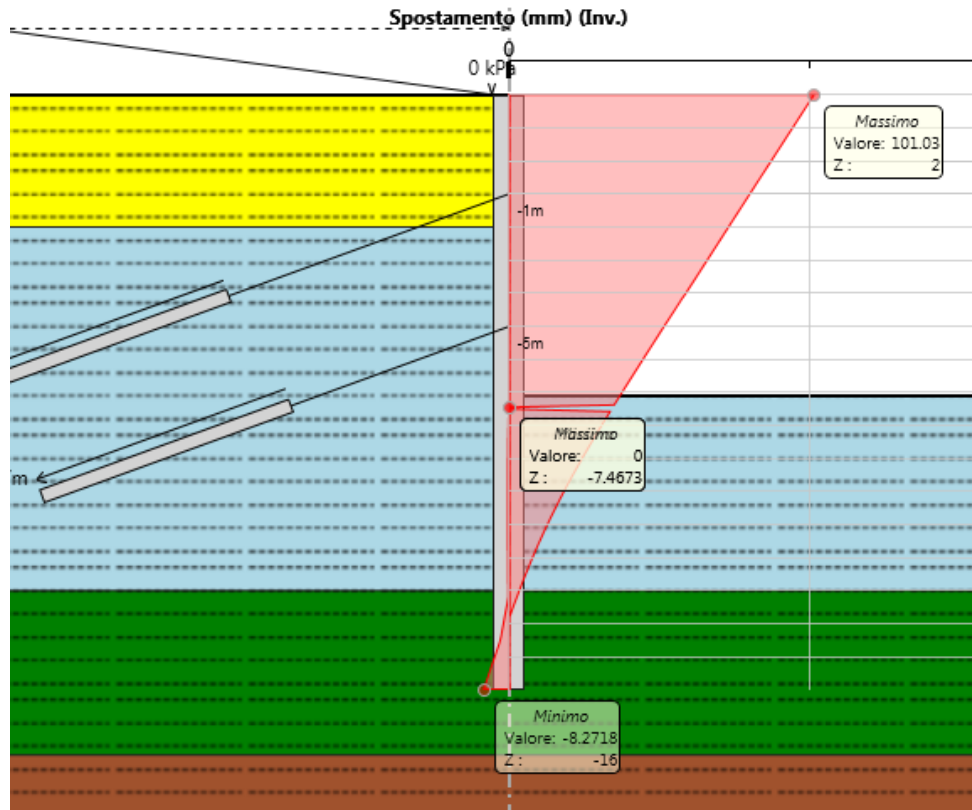 Spostamento (mm) (Inv.)
0
0 kPa
Massimo
Valore: 101.03
Z : 2
-1m
-5m
Massimo
Valore: 0
Z : -7.4673
m
Minimo
Valore: -8.2718
Z : -16